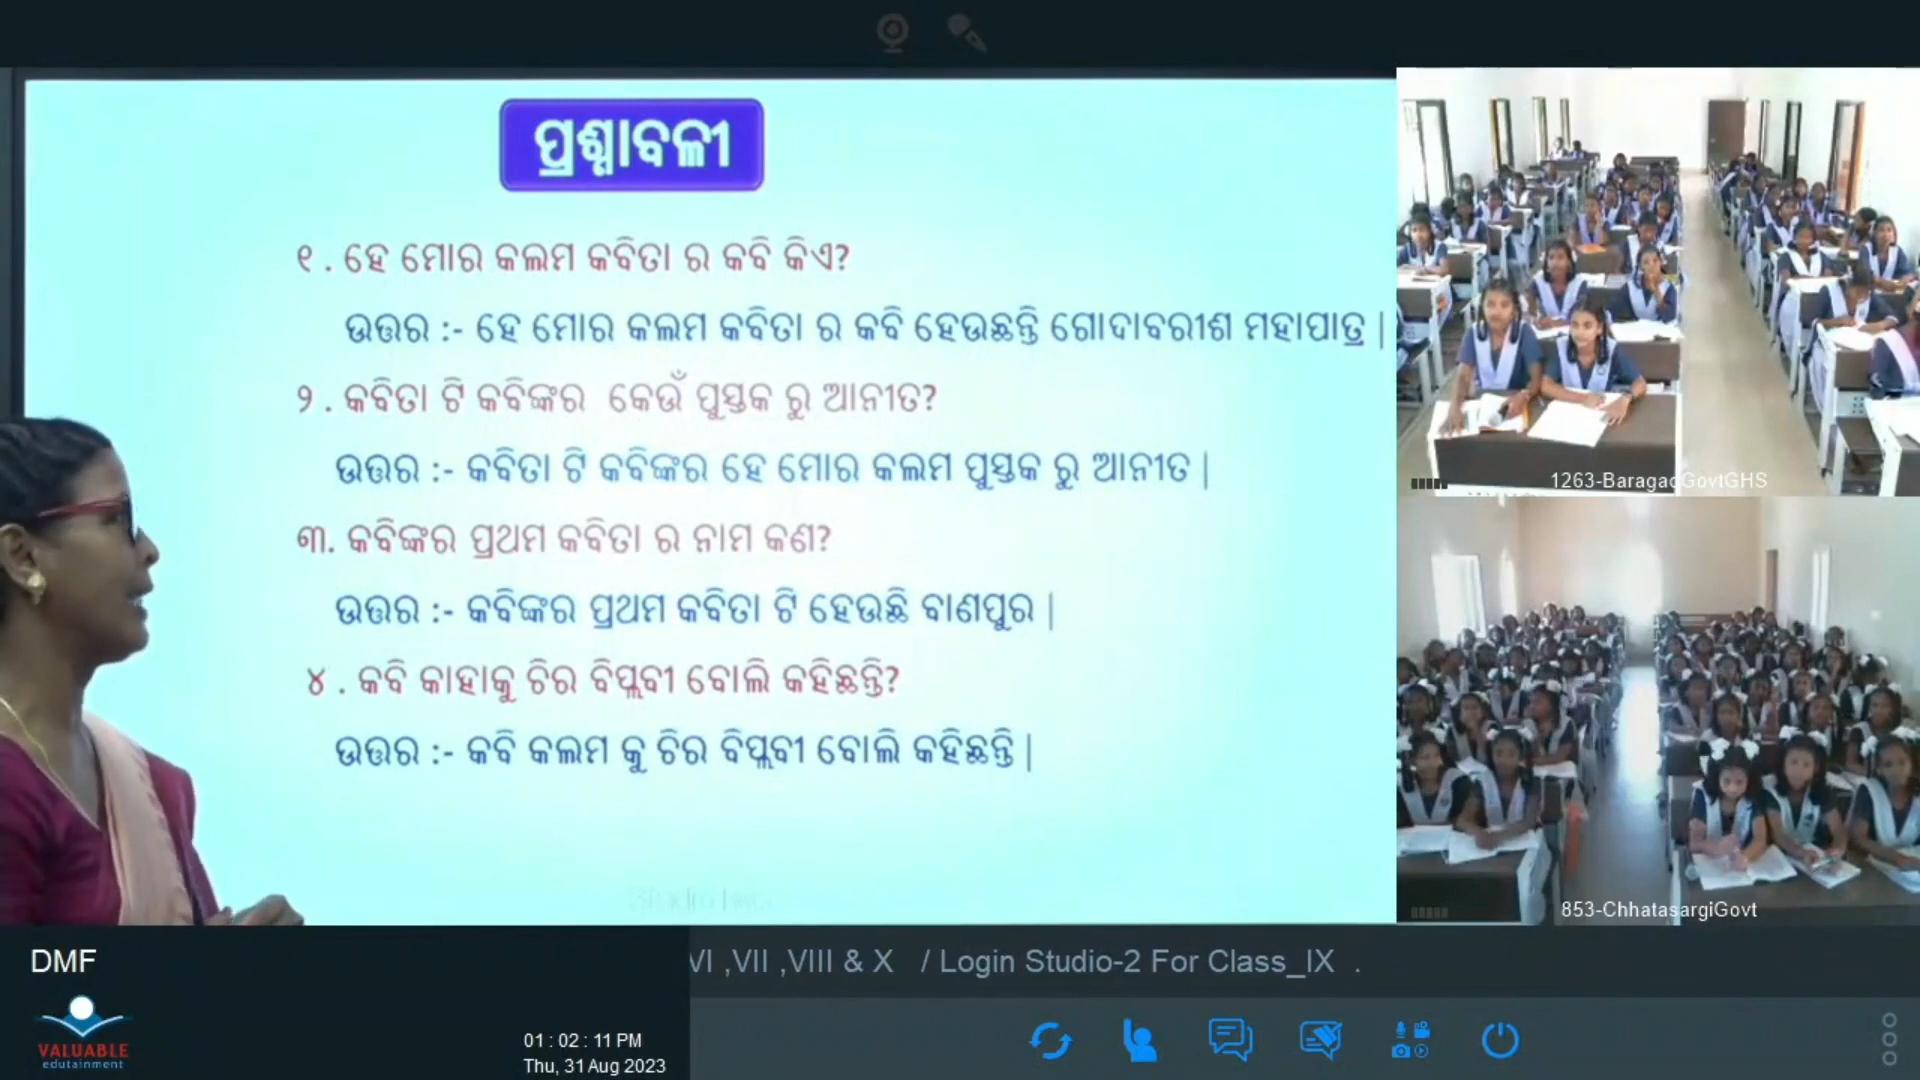 ପ୍ରଶ୍ନାବଳୀ
୧ . ହେ ମୋର କଲମ କବିତା ର କବି କିଏ?
ଉତ୍ତର :- ହେ ମୋର କଲମ କବିତା ର କବି ହେଉଛନ୍ତି ଗୋଦାବରୀଶ ମହାପାତ୍ର |
୨ . କବିତା ଟି କବିଙ୍କର କେଉଁ ପୁସ୍ତକ ରୁ ଆନୀତ?
ଉତ୍ତର :- କବିତା ଟି କବିଙ୍କର ହେ ମୋର କଲମ ପୁସ୍ତକ ରୁ ଆନୀତ |
୩. କବିଙ୍କର ପ୍ରଥମ କବିତା ର ନାମ କଣ?
ଉତ୍ତର :- କବିଙ୍କର ପ୍ରଥମ କବିତା ଟି ହେଉଛି ବାଣପୁର |
୪ . କବି କାହାକୁ ଚିର ବିପ୍ଲବୀ ବୋଲି କହିଛନ୍ତି?
ଉତ୍ତର :- କବି କଲମ କୁ ଚିର ବିପ୍ଲବୀ ବୋଲି କହିଛନ୍ତି |
1263-BaragadGovtGHS
853-ChhatasargiGovt
DMF
VI ,VII ,VIII & X / Login Studio-2 For Class_IX .
VALUABLE
edutainment
01 : 02 : 11 PM
Thu, 31 Aug 2023